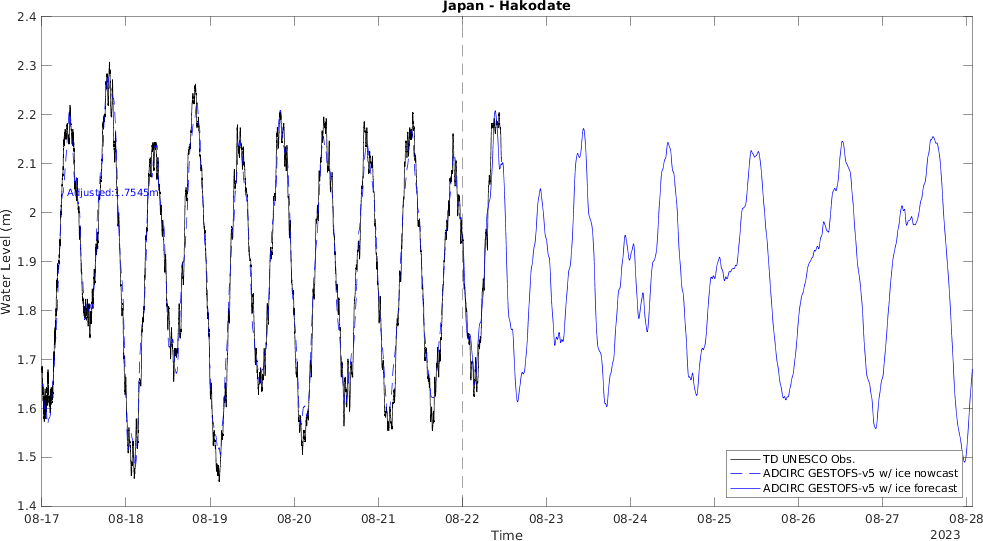 Japan - Hakodate
2.4
2.3
2.2
2.1
2
1.9
1.8
1.7
1.6
1.5
1.4
Water Level (m)
Adjusted:1.7545m
TD UNESCO Obs.
ADCIRC GESTOFS-v5 w/ ice nowcast
ADCIRC GESTOFS-v5 w/ ice forecast
08-17 08-18 08-19 08-20 08-21 08-22 08-23 08-24 08-25 08-26 08-27 08-28
Time
2023